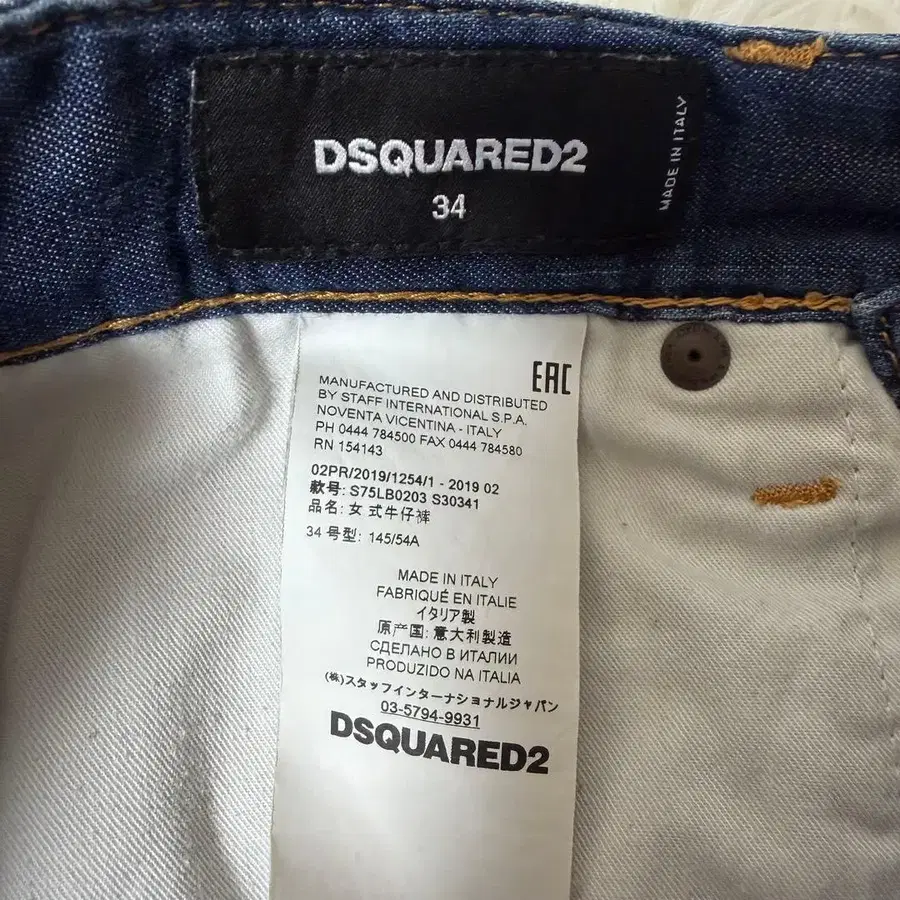 DSQUARED2
34
MADE IN ITALY
EAC
MANUFACTURED AND DISTRIBUTED
BY STAFF INTERNATIONAL S.P.A.
NOVENTA VICENTINA - ITALY
PH 0444 784500 FAX 0444 784580
RN 154143
02PR/2019/1254/1 - 2019 02
款号: S75LB0203 S30341
品名: 女 式牛仔裤
34 号型: 145/54A
MADE IN ITALY
FABRIQUÉ EN ITALIE
イタリア製
原产国: 意大利製造
СДЕЛАНО В ИТАЛИИ
PRODUZIDO NA ITALIA
(株)スタッフインターナショナルジャパン
03-5794-9931
DSQUARED2